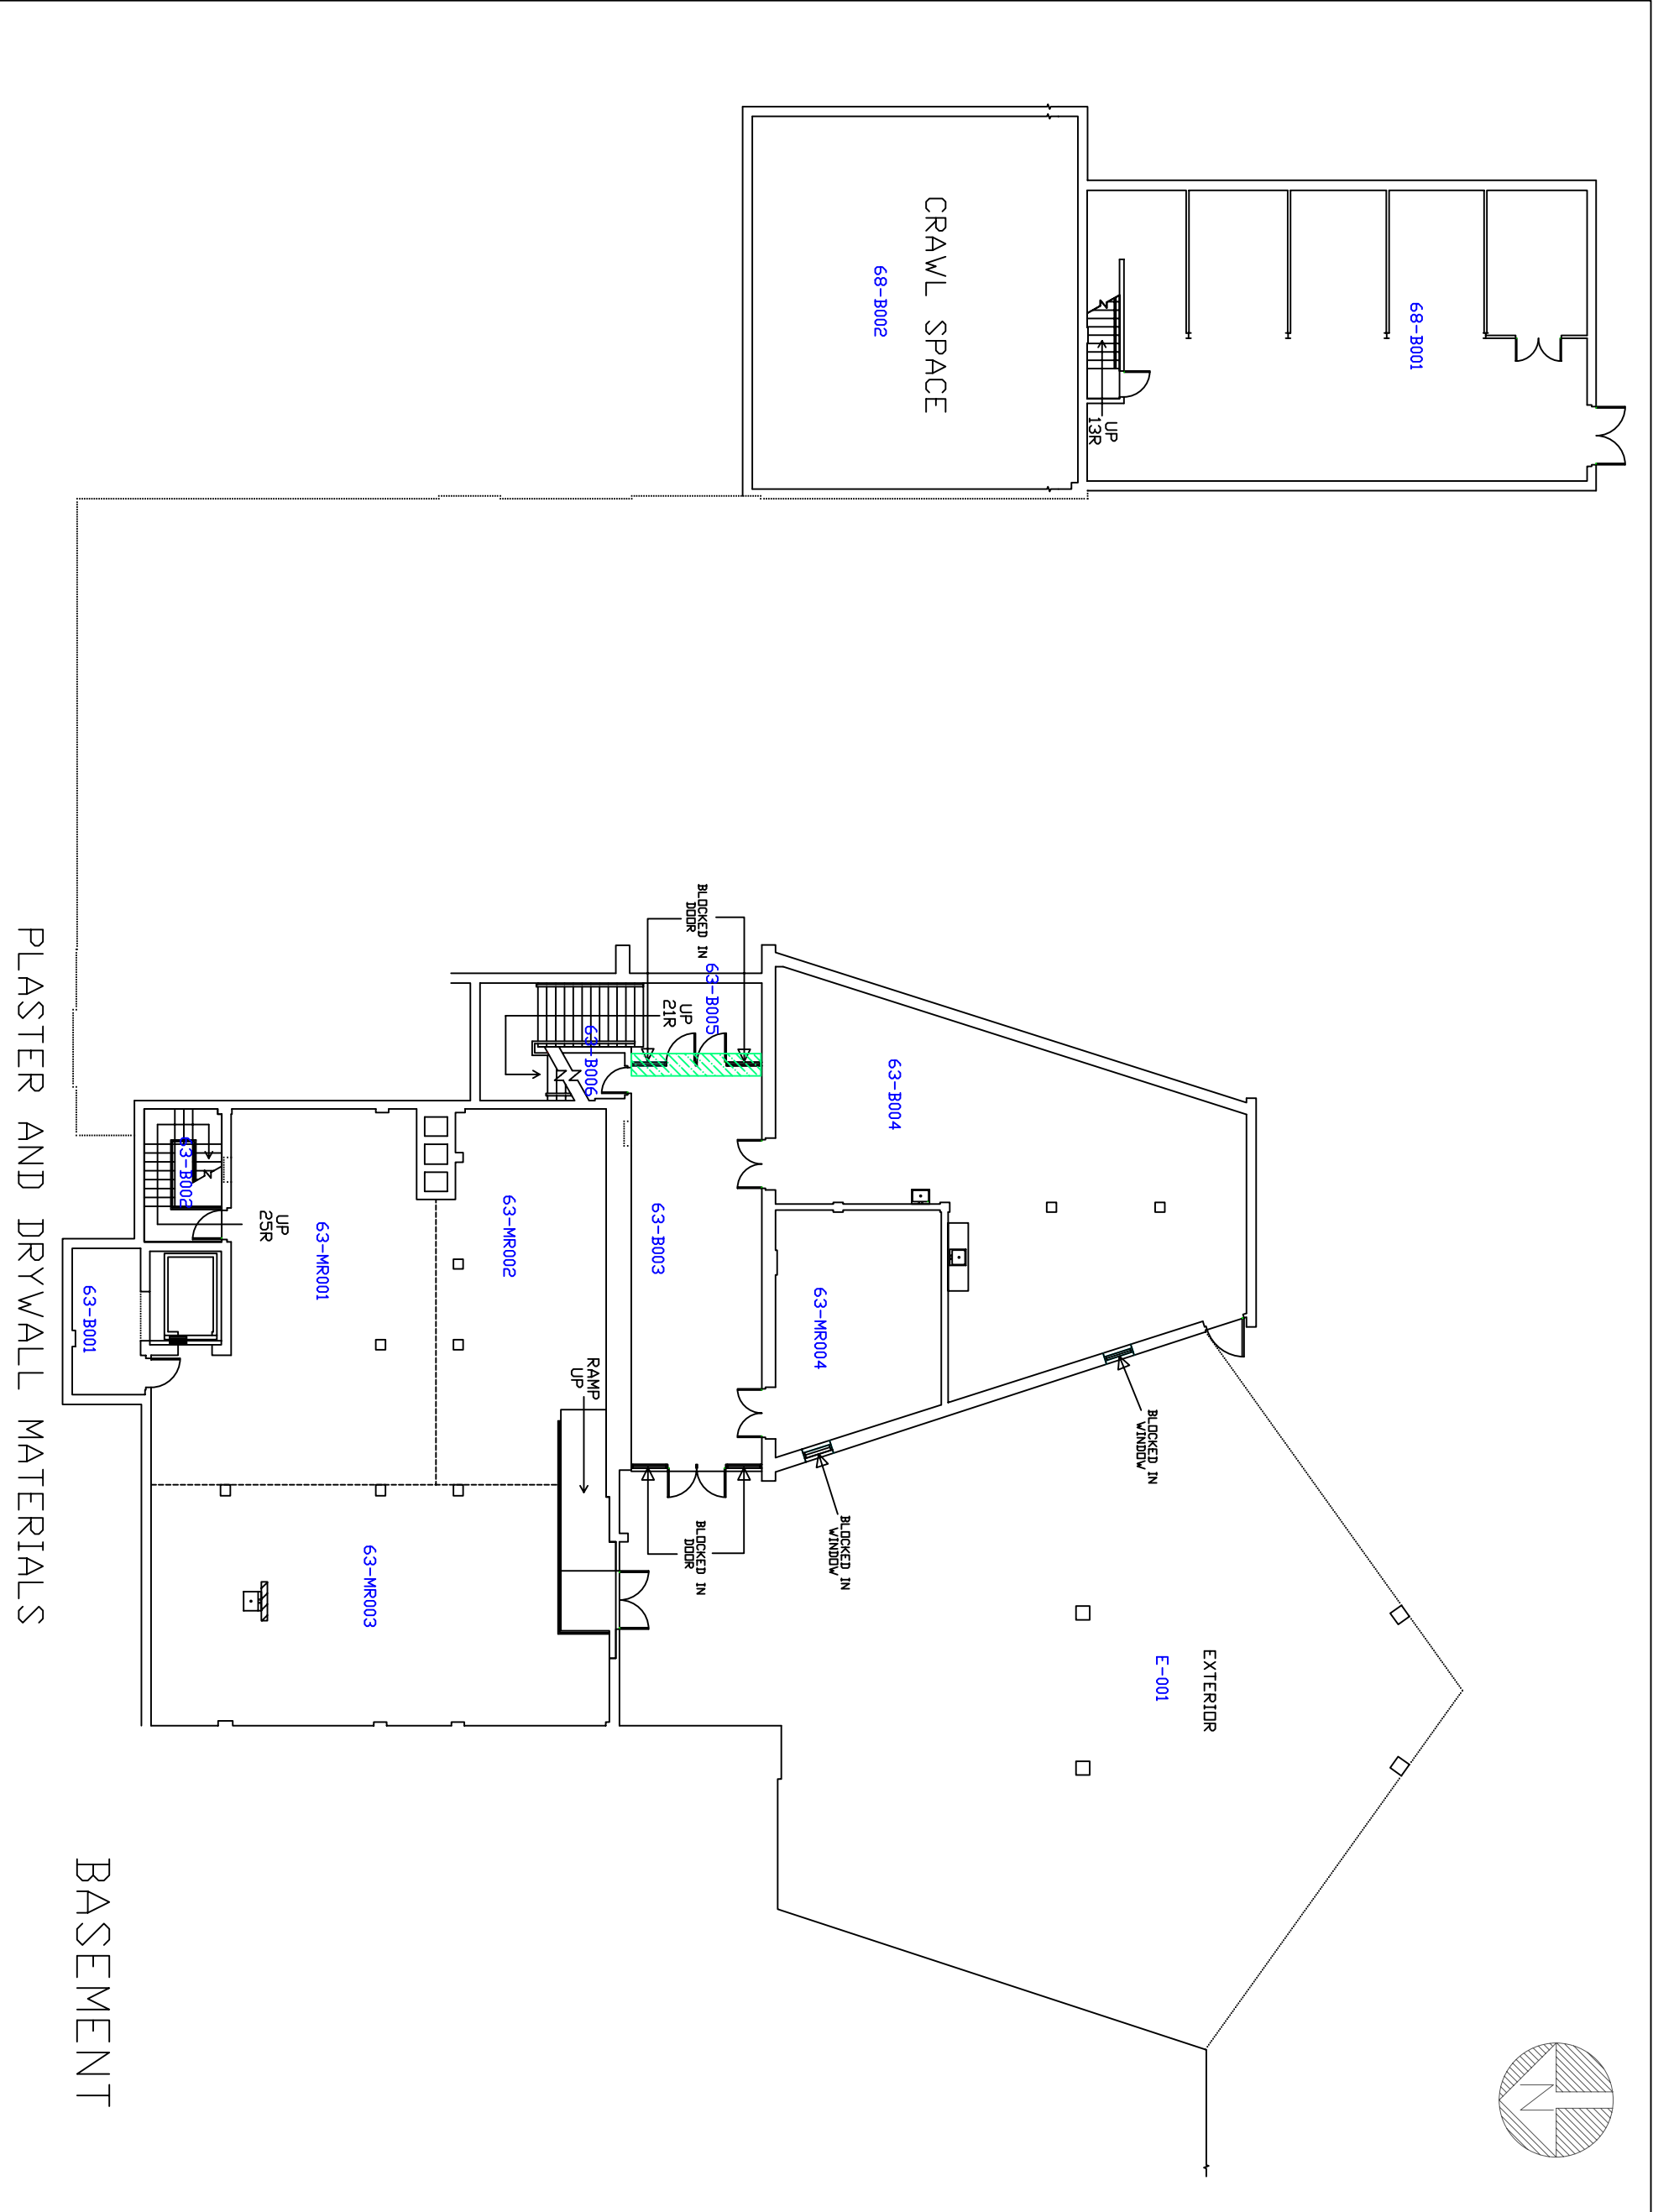 68-B001
UP
13R
CRAWL SPACE
68-B002
EXTERIOR
E-001
BLOCKED IN
WINDOW
BLOCKED IN
WINDOW
63-B004
63-MR004
BLOCKED IN
DOOR
63-B005
UP
21R
63-B006
63-B003
BLOCKED IN
DOOR
RAMP
UP
63-MR002
63-MR001
63-MR003
UP
25R
63-B002
63-B001
N
BASEMENT
PLASTER AND DRYWALL MATERIALS